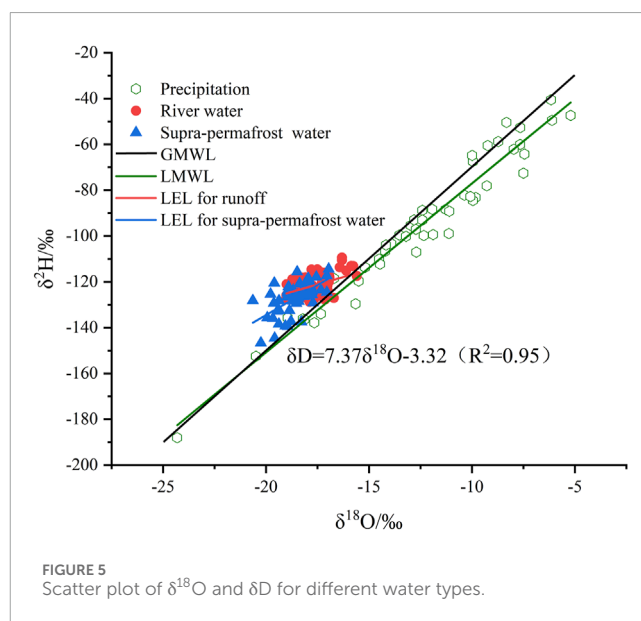 -20
-40
-60
-80
-100
-120
-140
-160
-180
-200
δ²H/‰
Precipitation
River water
Supra-permafrost water
GMWL
LMWL
LEL for runoff
LEL for supra-permafrost water
δD=7.37δ¹⁸O-3.32（R²=0.95）
-25 -20 -15 -10 -5
δ¹⁸O/‰
FIGURE 5
Scatter plot of δ¹⁸O and δD for different water types.